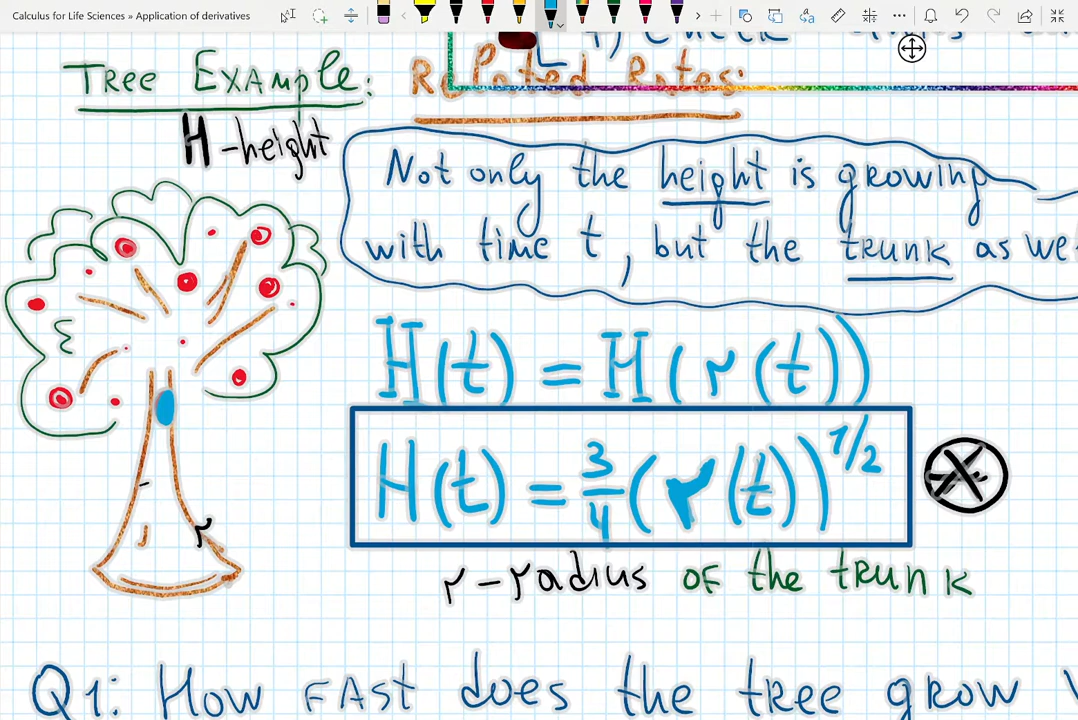 Calculus for Life Sciences » Application of derivatives
Tree Example: Related Rates:
H - height
Not only the height is growing
with time t, but the trunk as we
H(t) = H(r(t))
H(t) = 3/4 (r(t))^1/2
r
r - radius of the trunk
Q1: How fast does the tree grow